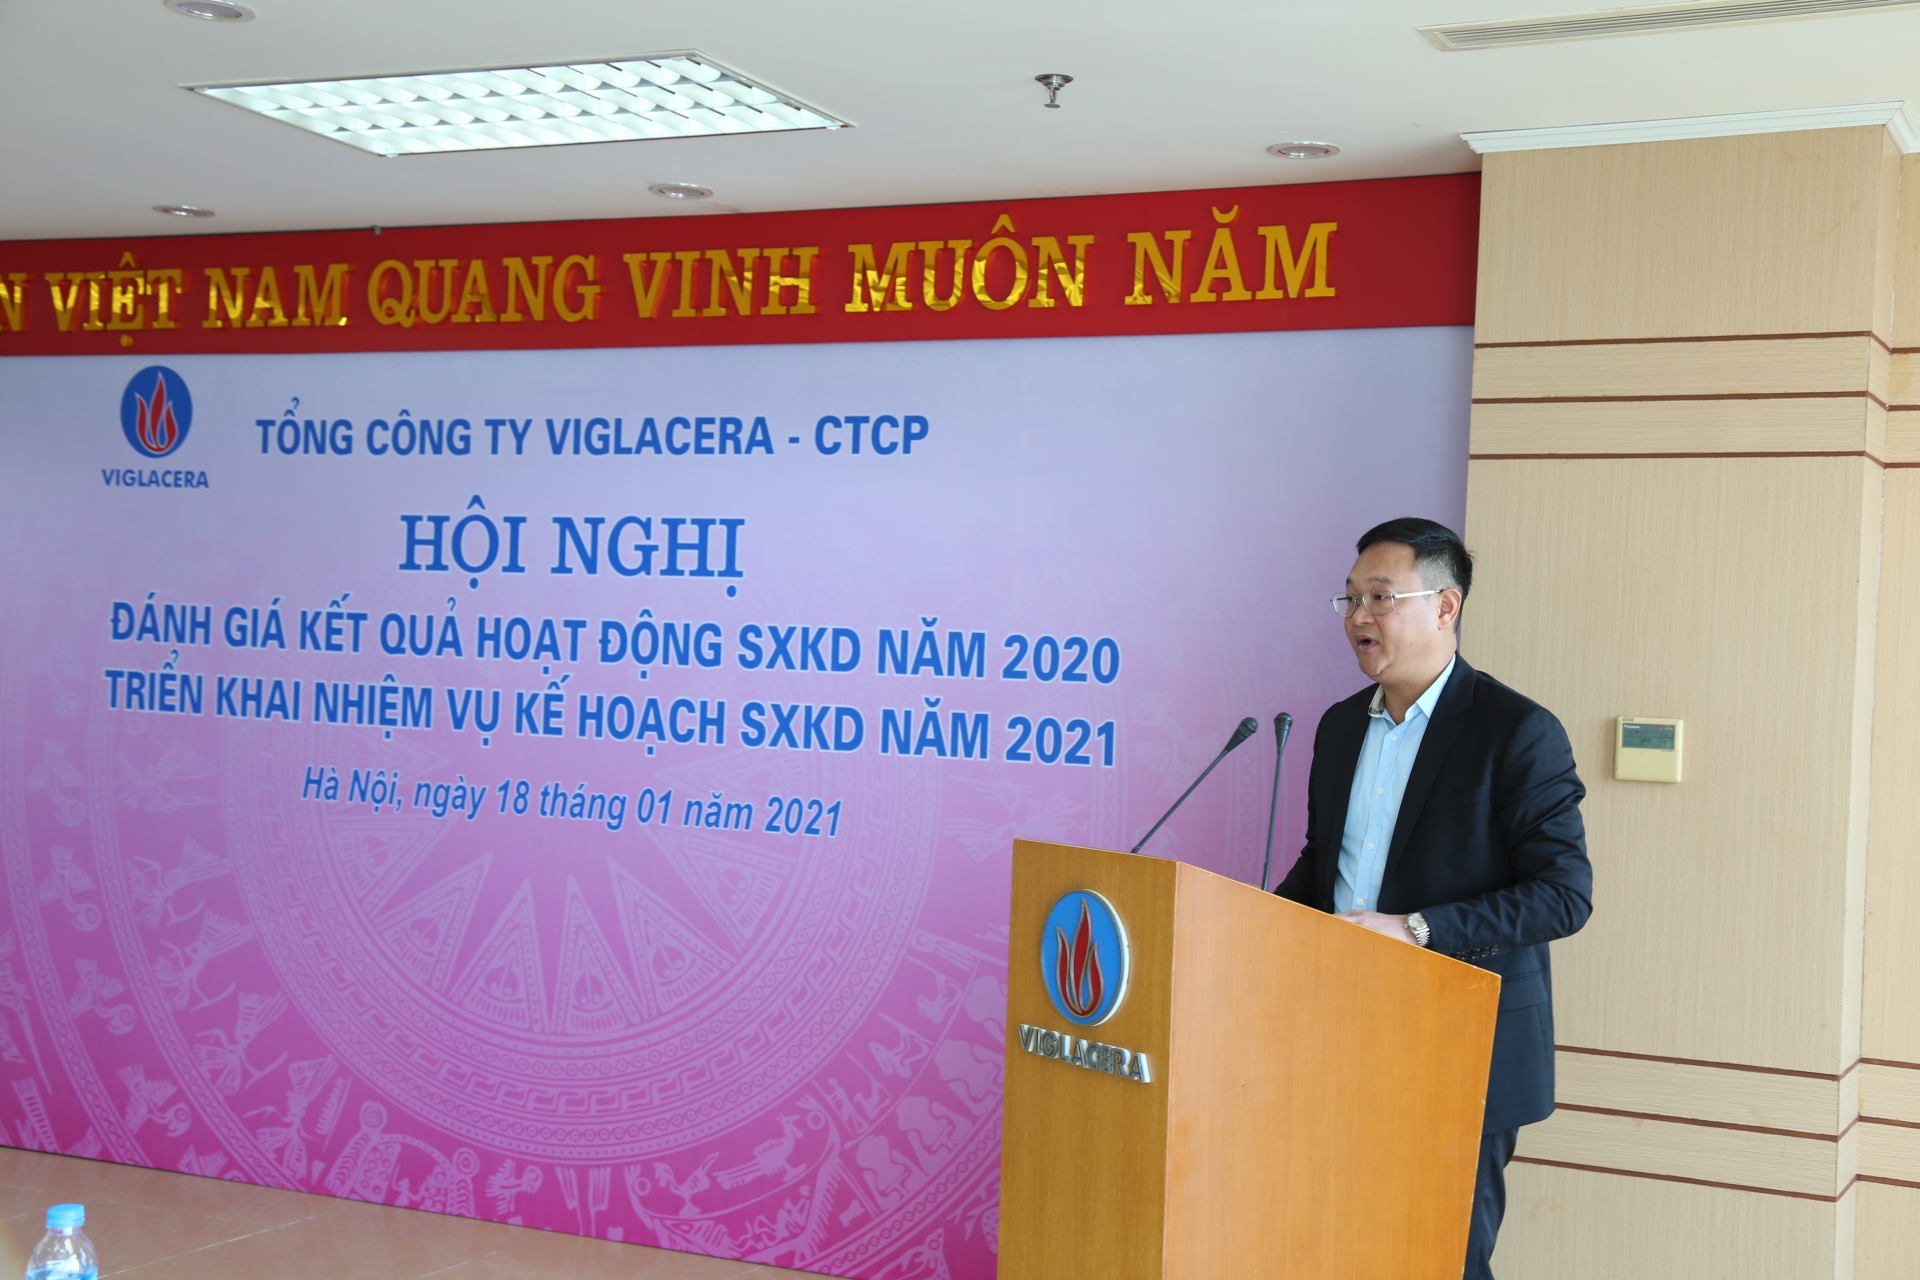 VIỆT NAM QUANG VINH MUÔN NĂM
VIGLACERA
TỔNG CÔNG TY VIGLACERA - CTCP
HỘI NGHỊ
ĐÁNH GIÁ KẾT QUẢ HOẠT ĐỘNG SXKD NĂM 2020
TRIỂN KHAI NHIỆM VỤ KẾ HOẠCH SXKD NĂM 2021
Hà Nội, ngày 18 tháng 01 năm 2021
VIGLACERA